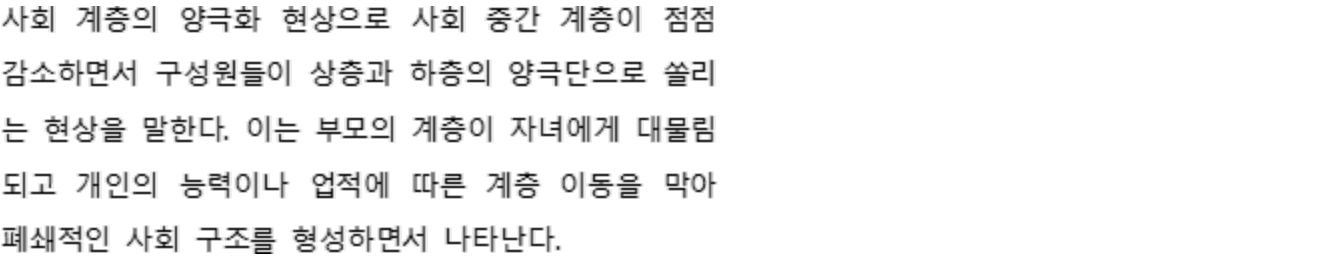 사회 계층의 양극화 현상으로 사회 중간 계층이 점점
감소하면서 구성원들이 상층과 하층의 양극단으로 쏠리
는 현상을 말한다. 이는 부모의 계층이 자녀에게 대물림
되고 개인의 능력이나 업적에 따른 계층 이동을 막아
폐쇄적인 사회 구조를 형성하면서 나타난다.